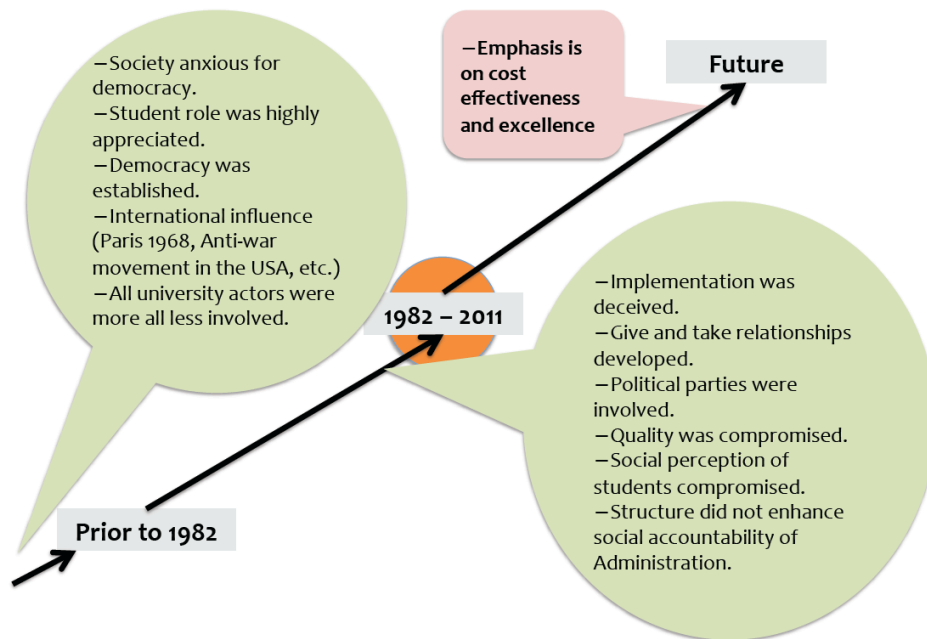 —Society anxious for
democracy.
—Student role was highly
appreciated.
—Democracy was
established.
—International influence
(Paris 1968, Anti-war
movement in the USA, etc.)
—All university actors were
more all less involved.
Prior to 1982
1982 – 2011
—Implementation was
deceived.
—Give and take relationships
developed.
—Political parties were
involved.
—Quality was compromised.
—Social perception of
students compromised.
—Structure did not enhance
social accountability of
Administration.
—Emphasis is
on cost
effectiveness
and excellence
Future